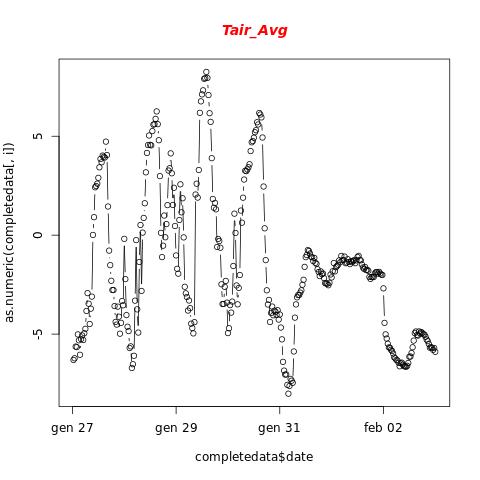 Tair_Avg
as.numeric(completedata[, i])
5
0
-5
gen 27
gen 29
gen 31
feb 02
completedata$date